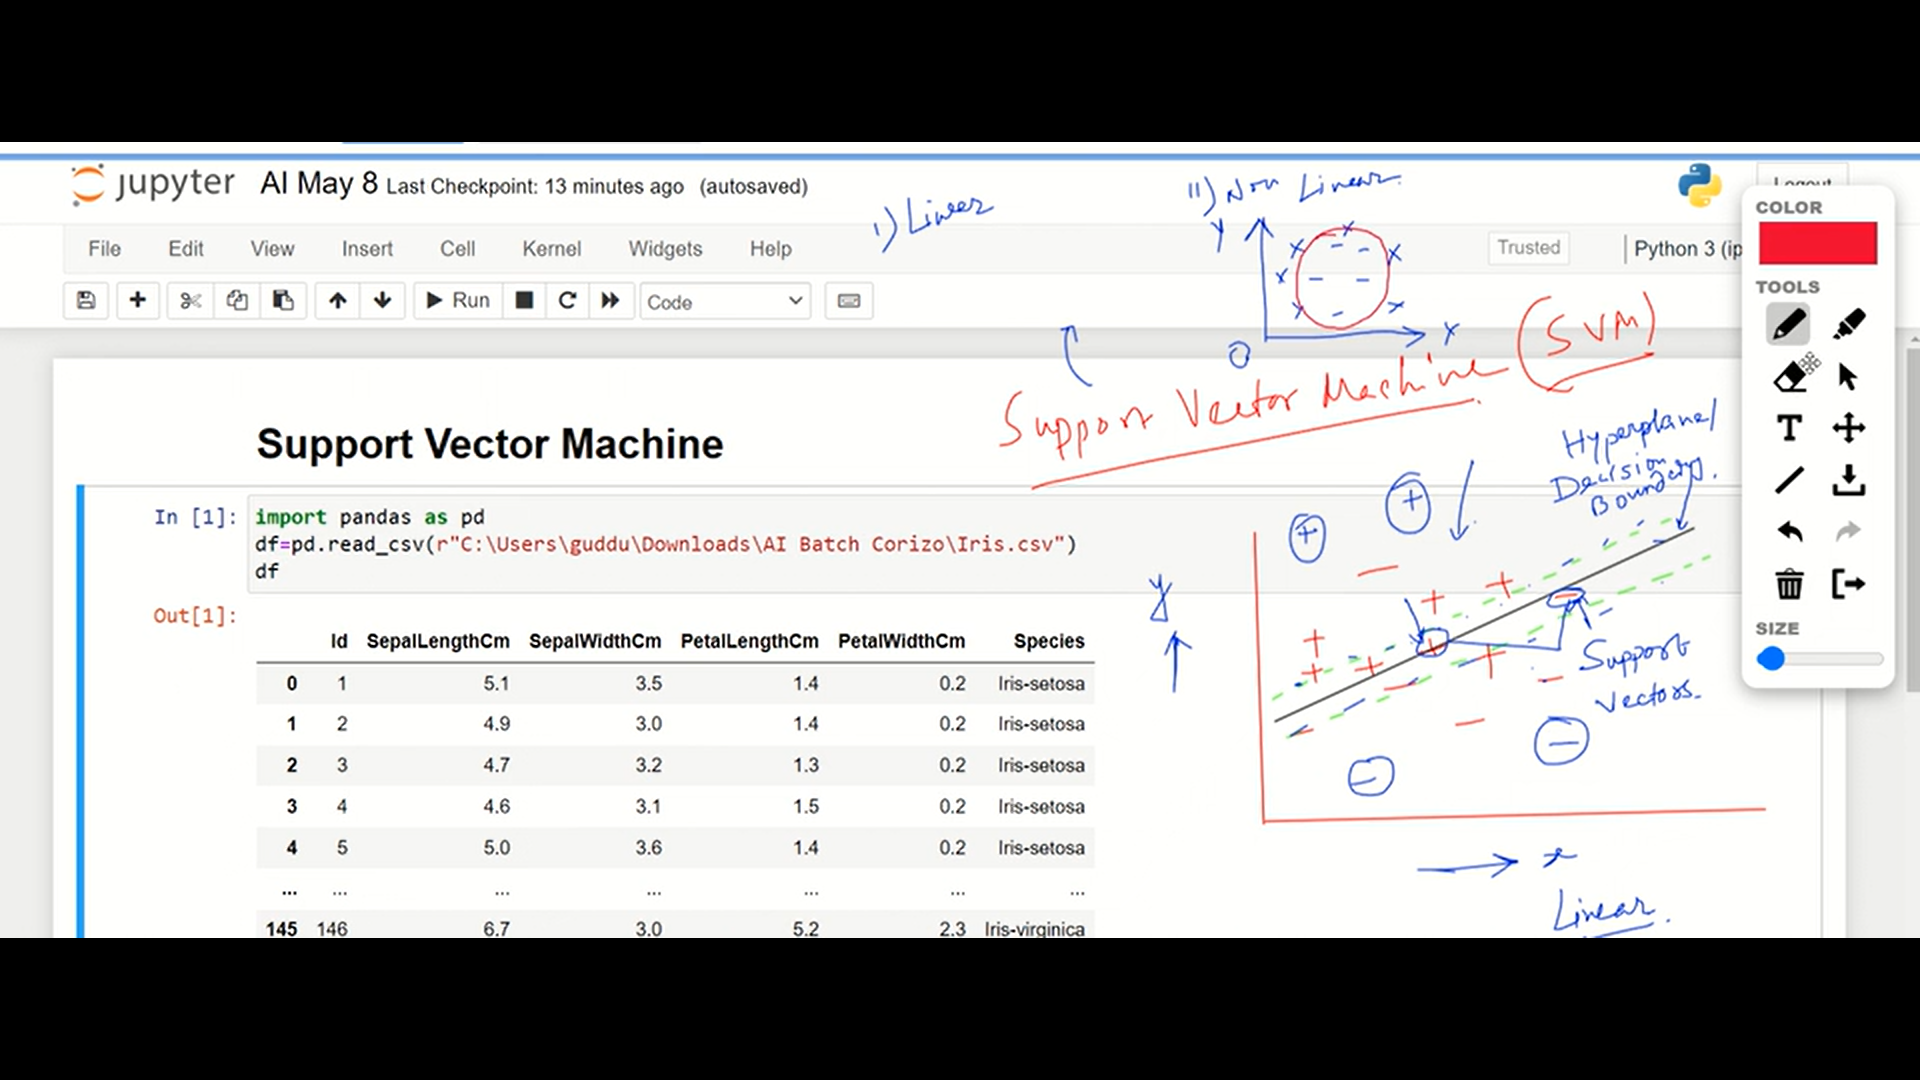 jupyter AI May 8 Last Checkpoint: 13 minutes ago (autosaved)
Logout
File Edit View Insert Cell Kernel Widgets Help
Trusted
Python 3 (ip
Run
Code
I) Linear
II) Non Linear
Y
X
O
Support Vector Machine (SVM)
Support Vector Machine
In [1]:
import pandas as pd
df=pd.read_csv(r"C:\Users\guddu\Downloads\AI Batch Corizo\Iris.csv")
df
Out[1]:
Id SepalLengthCm SepalWidthCm PetalLengthCm PetalWidthCm Species
0 1 5.1 3.5 1.4 0.2 Iris-setosa
1 2 4.9 3.0 1.4 0.2 Iris-setosa
2 3 4.7 3.2 1.3 0.2 Iris-setosa
3 4 4.6 3.1 1.5 0.2 Iris-setosa
4 5 5.0 3.6 1.4 0.2 Iris-setosa
... ... ... ... ... ... ...
145 146 6.7 3.0 5.2 2.3 Iris-virginica
Hyperplane/
Decision
Boundary.
y
Support
Vectors.
x
Linear.
COLOR
TOOLS
T
SIZE